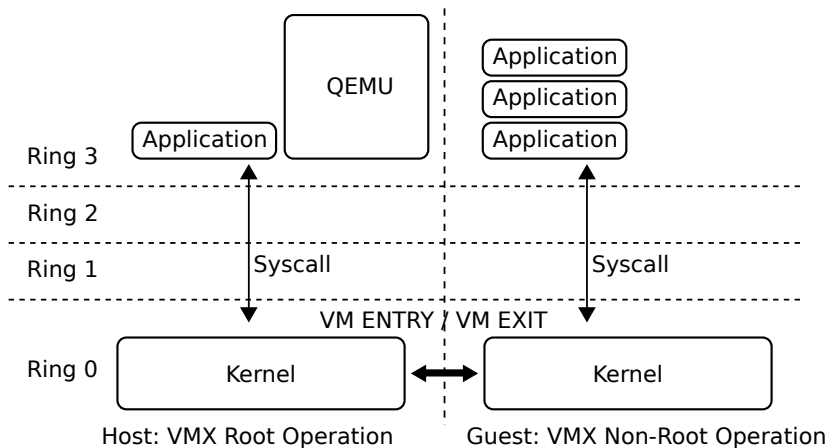 QEMU
Application
Application
Application
Application
Ring 3
Ring 2
Ring 1
Syscall
Syscall
VM ENTRY / VM EXIT
Ring 0
Kernel
Kernel
Host: VMX Root Operation
Guest: VMX Non-Root Operation